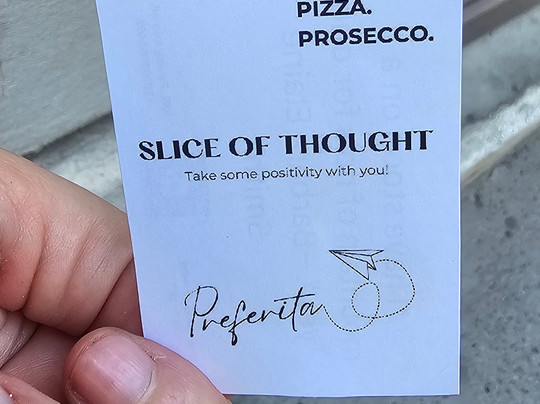 PIZZA.
PROSECCO.
SLICE OF THOUGHT
Take some positivity with you!
Preferita